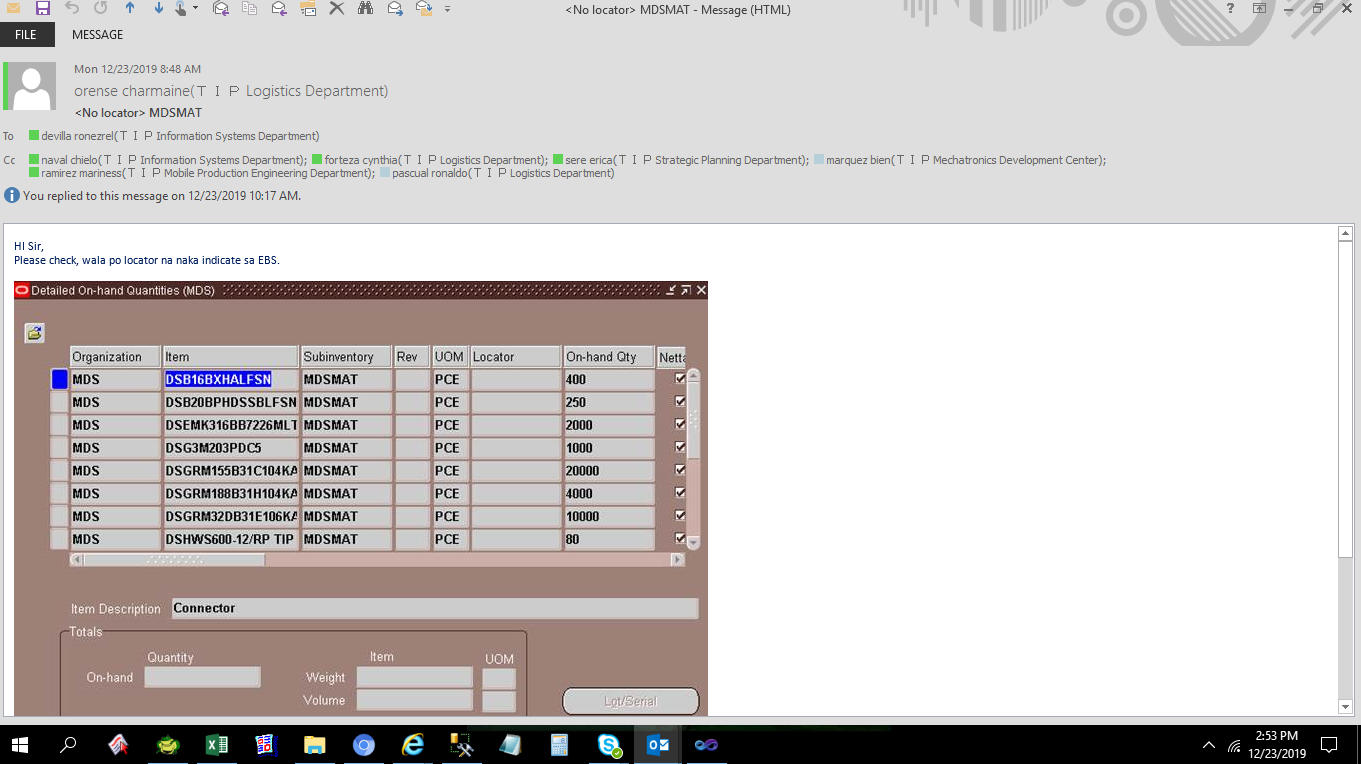 <No locator> MDSMAT - Message (HTML)
?
FILE MESSAGE
Mon 12/23/2019 8:48 AM
orense charmaine(ＴＩＰ Logistics Department)
<No locator> MDSMAT
To devilla ronezrel(ＴＩＰ Information Systems Department)
Cc naval chielo(ＴＩＰ Information Systems Department); forteza cynthia(ＴＩＰ Logistics Department); sere erica(ＴＩＰ Strategic Planning Department); marquez bien(ＴＩＰ Mechatronics Development Center);
ramirez mariness(ＴＩＰ Mobile Production Engineering Department); pascual ronaldo(ＴＩＰ Logistics Department)
You replied to this message on 12/23/2019 10:17 AM.
HI Sir,
Please check, wala po locator na naka indicate sa EBS.
Detailed On-hand Quantities (MDS)
Organization Item Subinventory Rev UOM Locator On-hand Qty Netta
MDS DSB16BXHALFSN MDSMAT PCE 400
MDS DSB20BPHDSSBLFSN MDSMAT PCE 250
MDS DSEMK316BB7226MLT MDSMAT PCE 2000
MDS DSG3M203PDC5 MDSMAT PCE 1000
MDS DSGRM155B31C104KA MDSMAT PCE 20000
MDS DSGRM188B31H104KA MDSMAT PCE 4000
MDS DSGRM32DB31E106KA MDSMAT PCE 10000
MDS DSHWS600-12/RP TIP MDSMAT PCE 80
Item Description Connector
Totals
Quantity Item UOM
On-hand Weight
Volume Lot/Serial
2:53 PM
12/23/2019